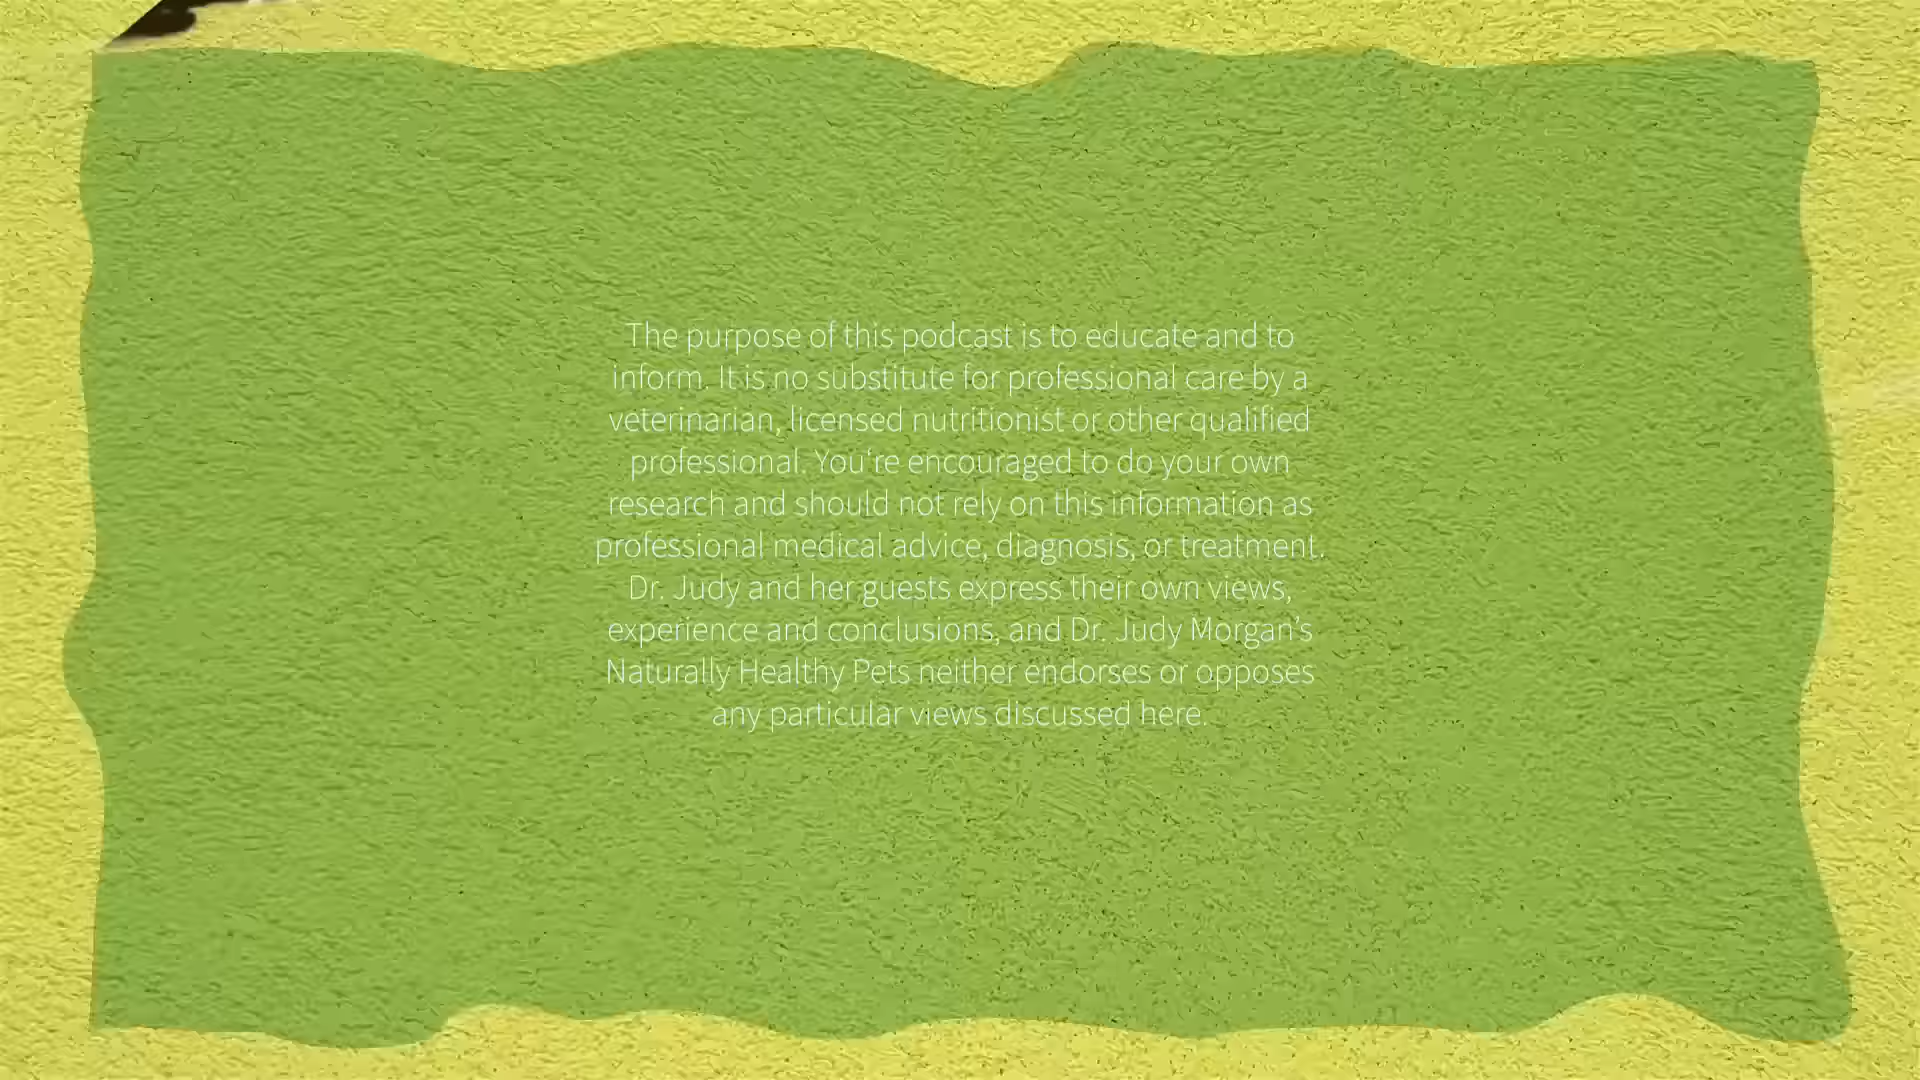 The purpose of this podcast is to educate and to
inform. It is no substitute for professional care by a
veterinarian, licensed nutritionist or other qualified
professional. You‘re encouraged to do your own
research and should not rely on this information as
professional medical advice, diagnosis, or treatment.
Dr. Judy and her guests express their own views,
experience and conclusions, and Dr. Judy Morgan’s
Naturally Healthy Pets neither endorses or opposes
any particular views discussed here.